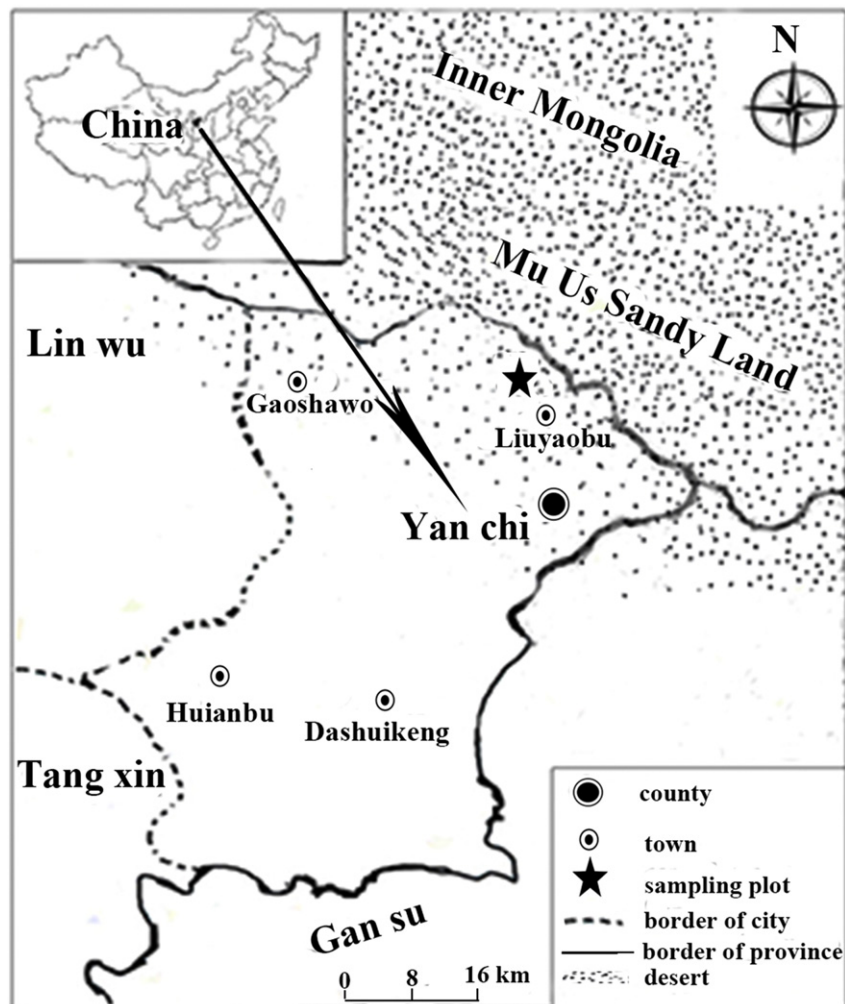 China
Inner Mongolia
N
Mu Us Sandy Land
Lin wu
Gaoshawo
Liuyaobu
Yan chi
Huianbu
Dashuikeng
Tang xin
Gan su
0 8 16 km
county
town
sampling plot
border of city
border of province
desert